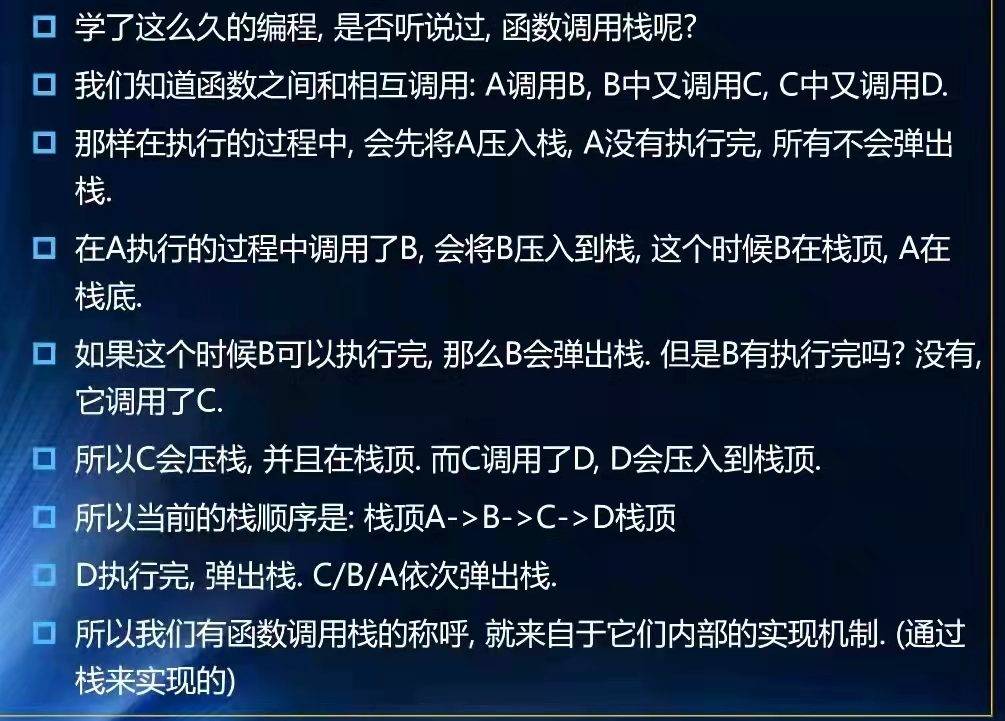 学了这么久的编程, 是否听说过, 函数调用栈呢?
我们知道函数之间和相互调用: A调用B, B中又调用C, C中又调用D.
那样在执行的过程中, 会先将A压入栈, A没有执行完, 所有不会弹出
栈.
在A执行的过程中调用了B, 会将B压入到栈, 这个时候B在栈顶, A在
栈底.
如果这个时候B可以执行完, 那么B会弹出栈. 但是B有执行完吗? 没有,
它调用了C.
所以C会压栈, 并且在栈顶. 而C调用了D, D会压入到栈顶.
所以当前的栈顺序是: 栈顶A->B->C->D栈顶
D执行完, 弹出栈. C/B/A依次弹出栈.
所以我们有函数调用栈的称呼, 就来自于它们内部的实现机制. (通过
栈来实现的)